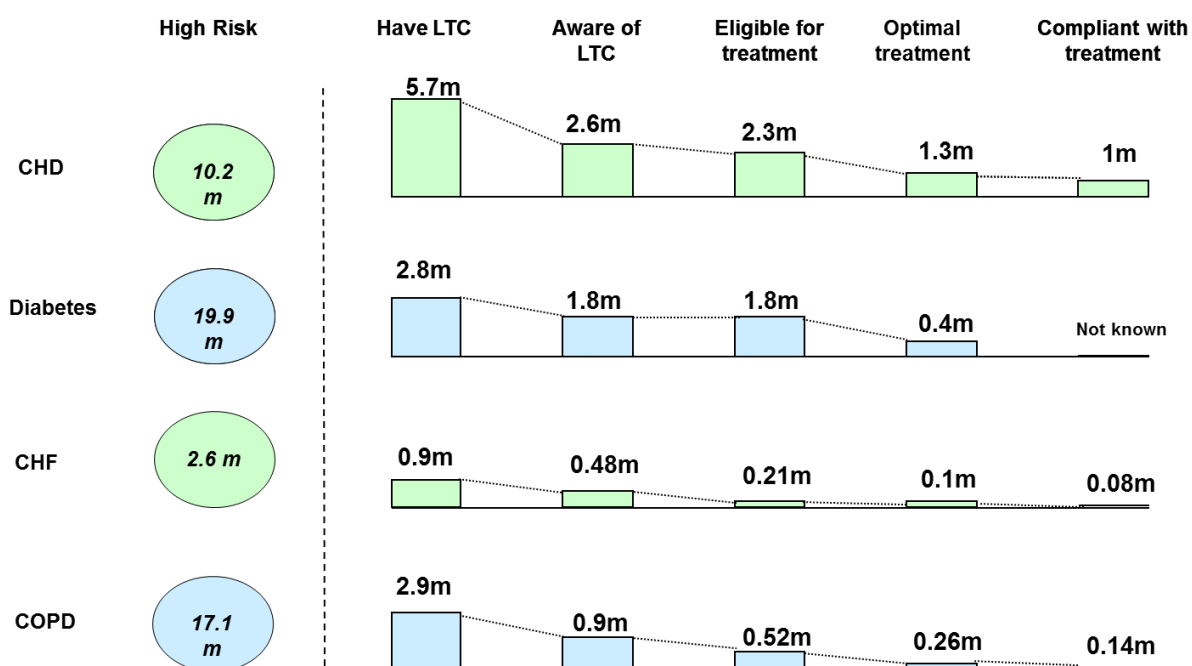 High Risk
Have LTC
Aware of
LTC
Eligible for
treatment
Optimal
treatment
Compliant with
treatment
CHD
10.2
m
5.7m
2.6m
2.3m
1.3m
1m
Diabetes
19.9
m
2.8m
1.8m
1.8m
0.4m
Not known
CHF
2.6 m
0.9m
0.48m
0.21m
0.1m
0.08m
COPD
17.1
m
2.9m
0.9m
0.52m
0.26m
0.14m